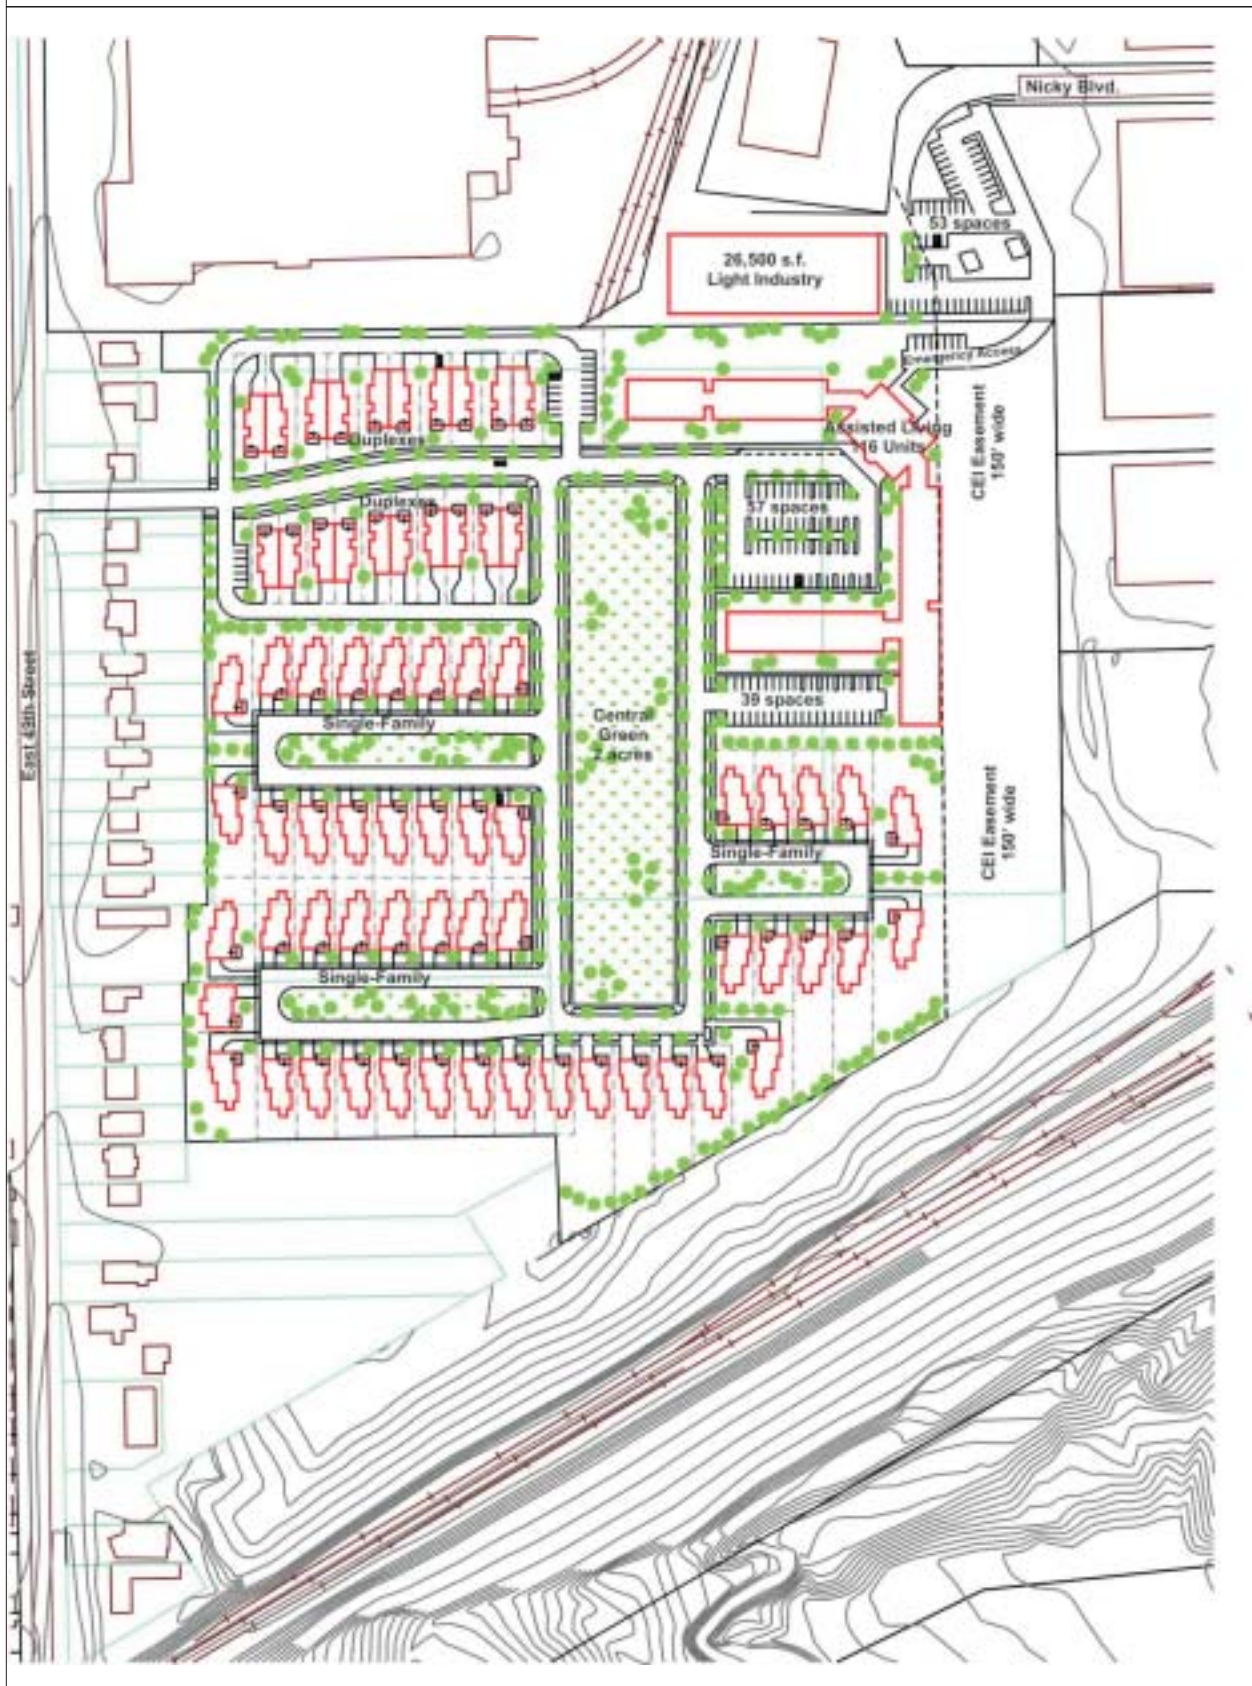 Nicky Blvd.
53 spaces
26,500 s.f.
Light Industry
Emergency Access
Assisted Living
116 Units
CEI Easement
150' wide
Duplexes
Duplexes
57 spaces
East 49th Street
39 spaces
Single-Family
Central
Green
2 acres
CEI Easement
150' wide
Single-Family
Single-Family